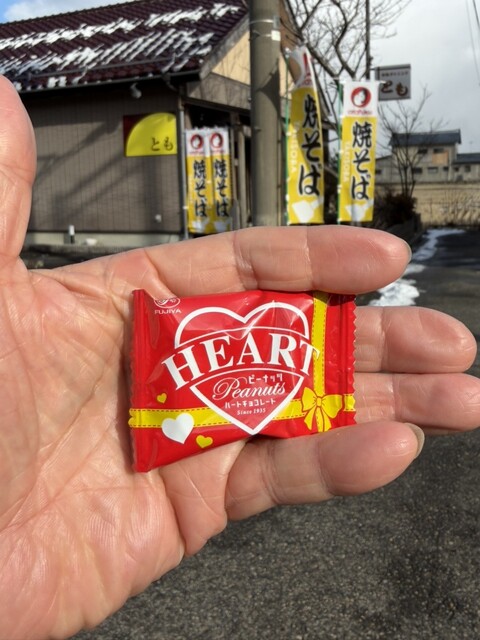 とも
焼そば
焼そば
焼そば
焼そば
とも
FUJIYA
HEART
ピーナッツ
Peanuts
ハートチョコレート
Since 1935